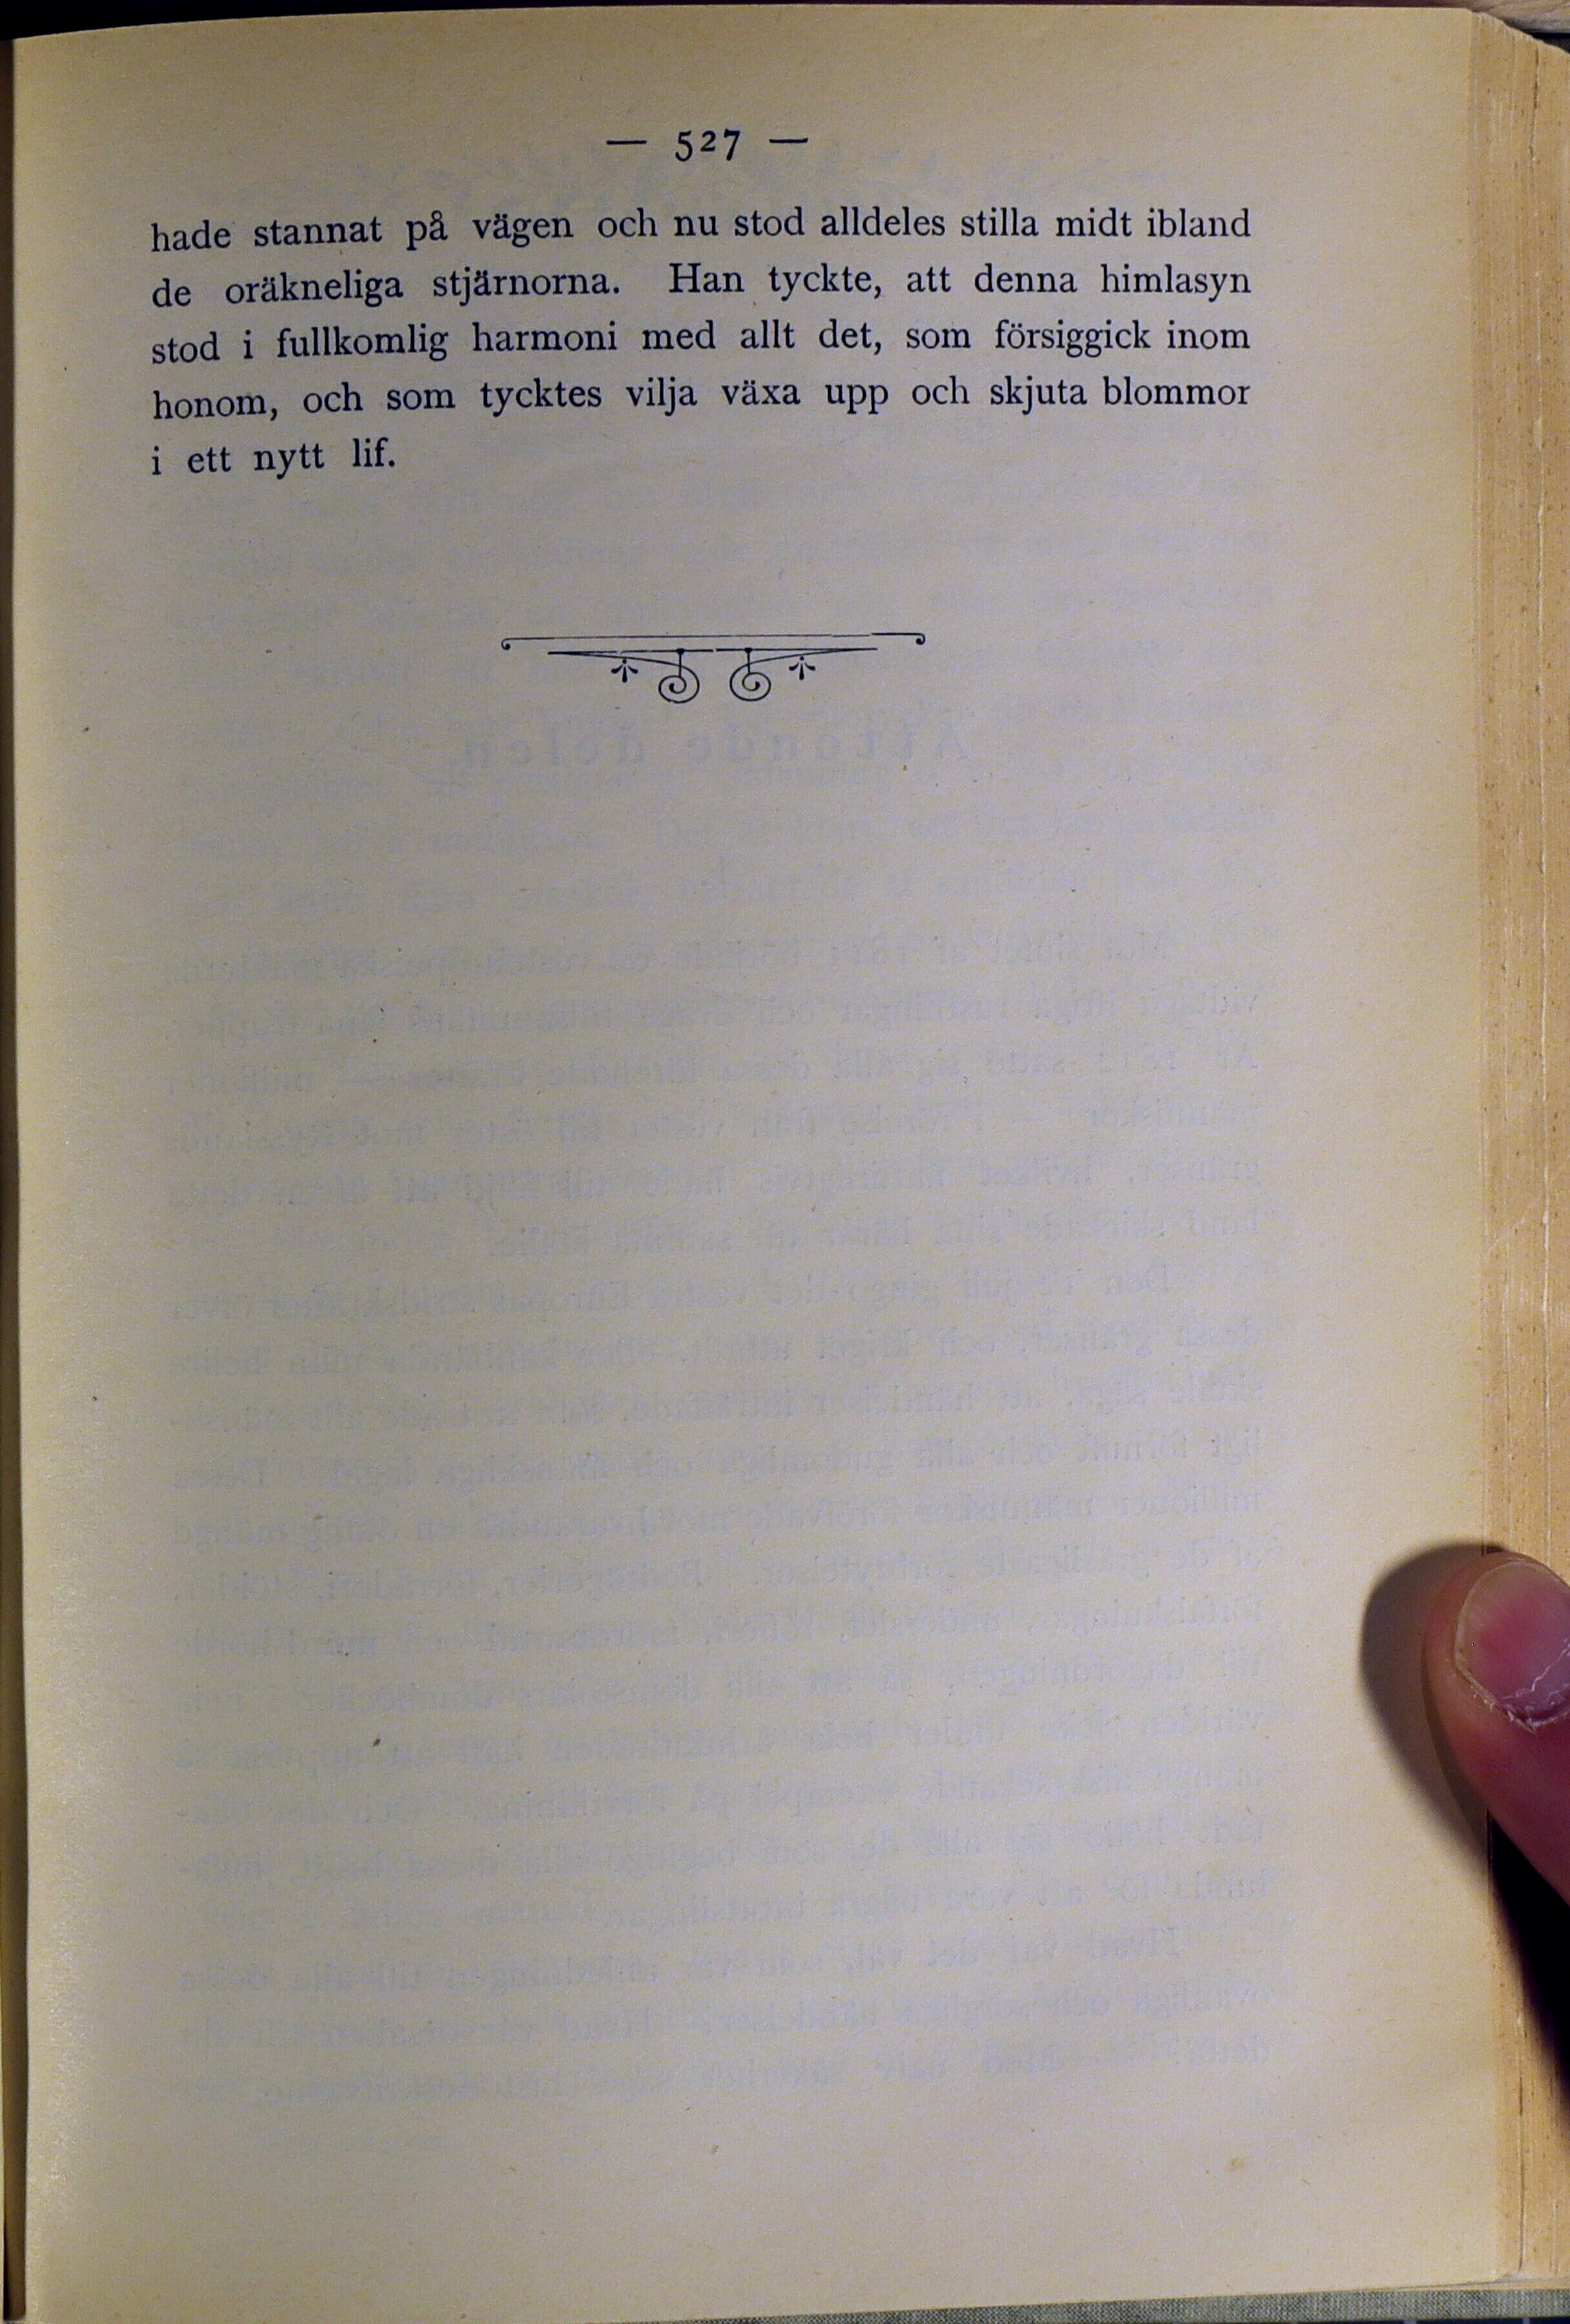 — 527 —
hade stannat på vägen och nu stod alldeles stilla midt ibland
de oräkneliga stjärnorna. Han tyckte, att denna himlasyn
stod i fullkomlig harmoni med allt det, som försiggick inom
honom, och som tycktes vilja växa upp och skjuta blommor
i ett nytt lif.